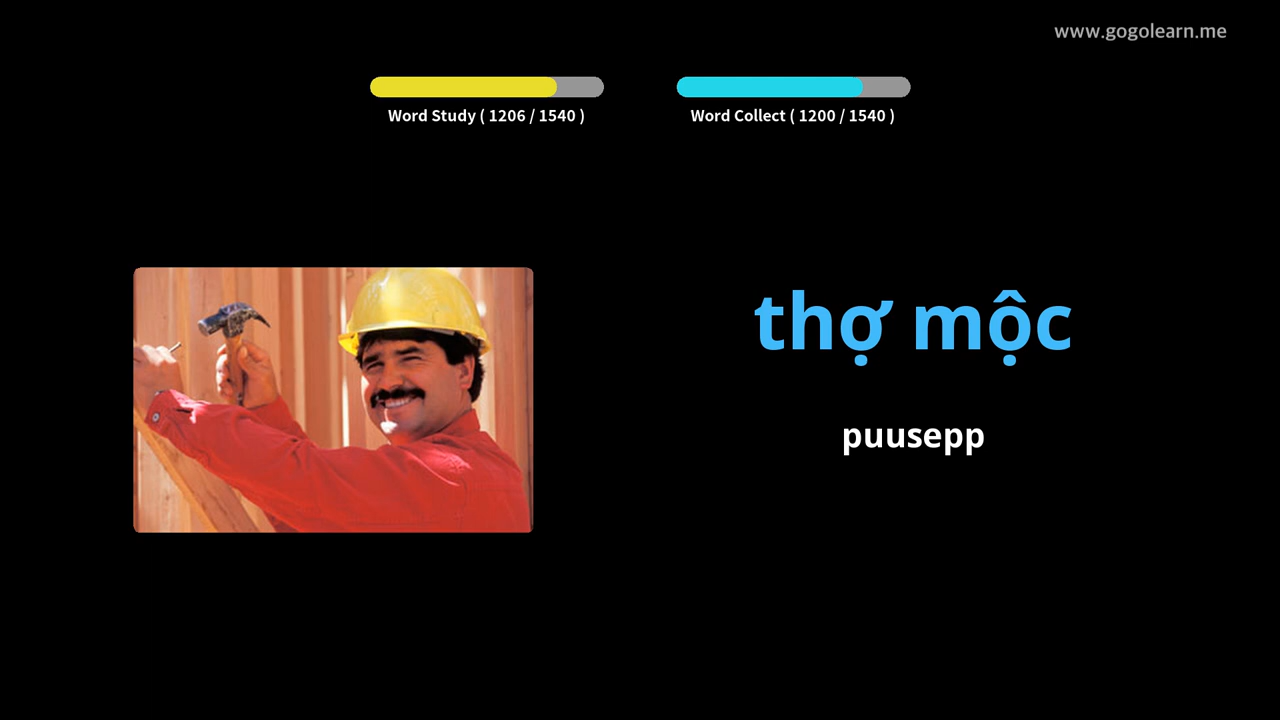 www.gogolearn.me
Word Study ( 1206 / 1540 )
Word Collect ( 1200 / 1540 )
thợ mộc
puusepp